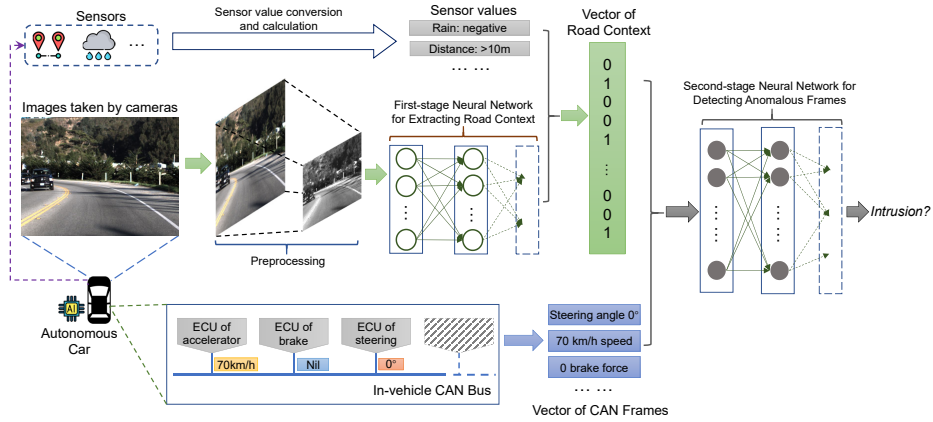 Sensors
...
Sensor value conversion
and calculation
Sensor values
Rain: negative
Distance: >10m
... ...
Vector of
Road Context
0
1
0
0
1
...
0
0
1
Images taken by cameras
Preprocessing
First-stage Neural Network
for Extracting Road Context
Second-stage Neural Network for
Detecting Anomalous Frames
Intrusion?
AI
Autonomous
Car
ECU of
accelerator
70km/h
ECU of
brake
Nil
ECU of
steering
0°
In-vehicle CAN Bus
Steering angle 0°
70 km/h speed
0 brake force
... ...
Vector of CAN Frames